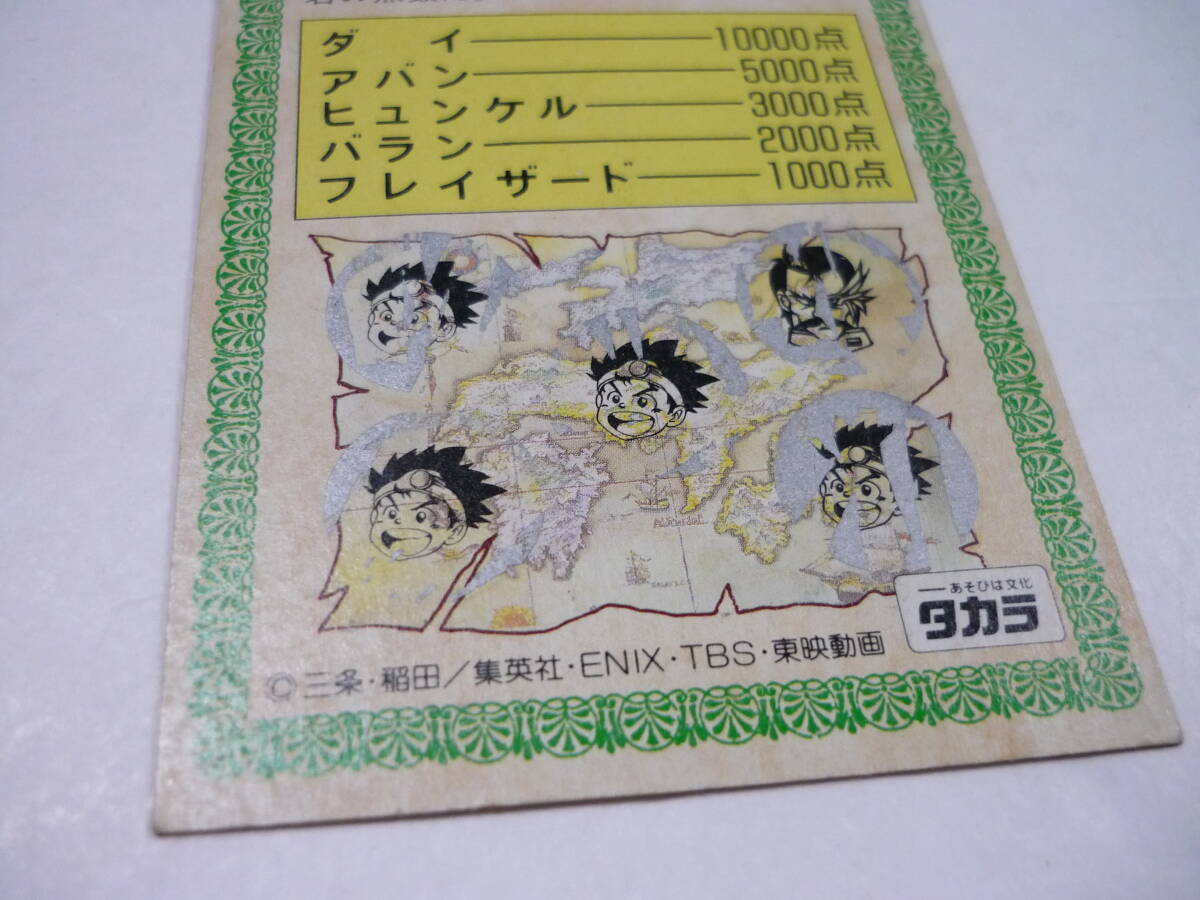 ダイ 10000点
アバン 5000点
ヒュンケル 3000点
バラン 2000点
フレイザード 1000点
あそびは文化
タカラ
©三条・稲田/集英社・ENIX・TBS・東映動画